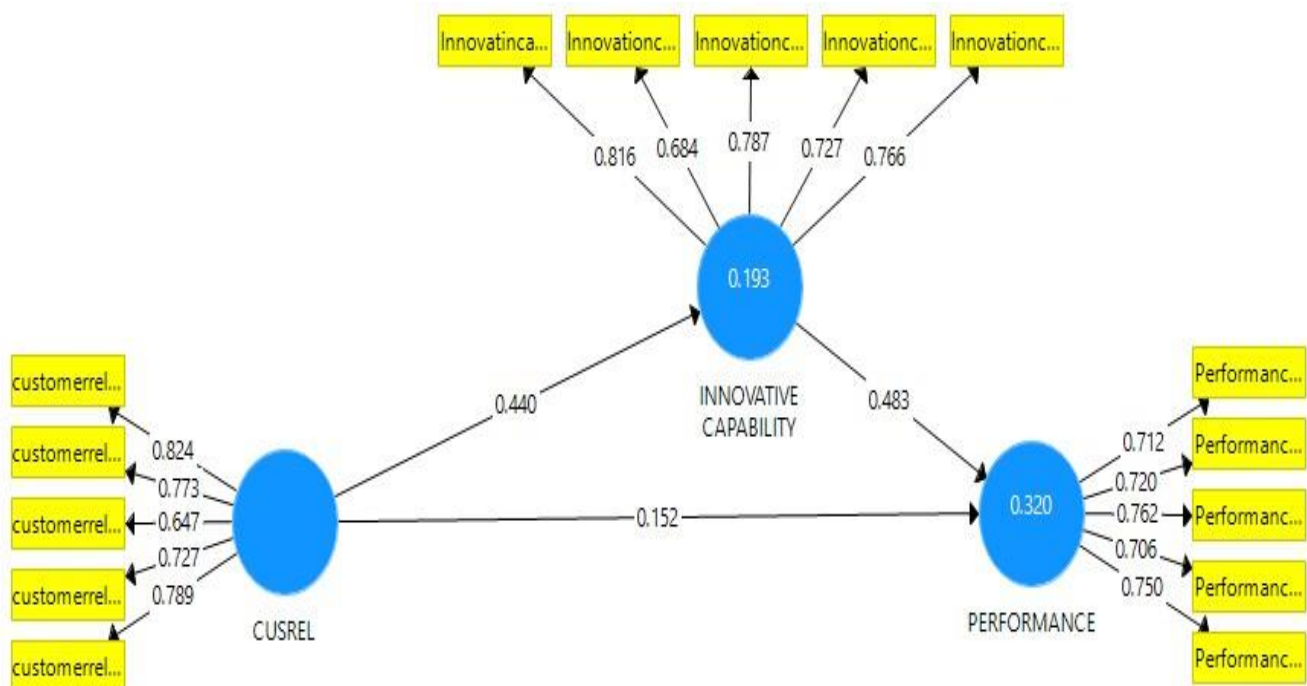 Innovatinca...
Innovationc...
Innovationc...
Innovationc...
Innovationc...
0.816
0.684
0.787
0.727
0.766
0.193
INNOVATIVE
CAPABILITY
0.440
0.483
0.152
customerrel...
customerrel...
customerrel...
customerrel...
customerrel...
0.824
0.773
0.647
0.727
0.789
CUSREL
0.320
PERFORMANCE
0.712
0.720
0.762
0.706
0.750
Performanc...
Performanc...
Performanc...
Performanc...
Performanc...